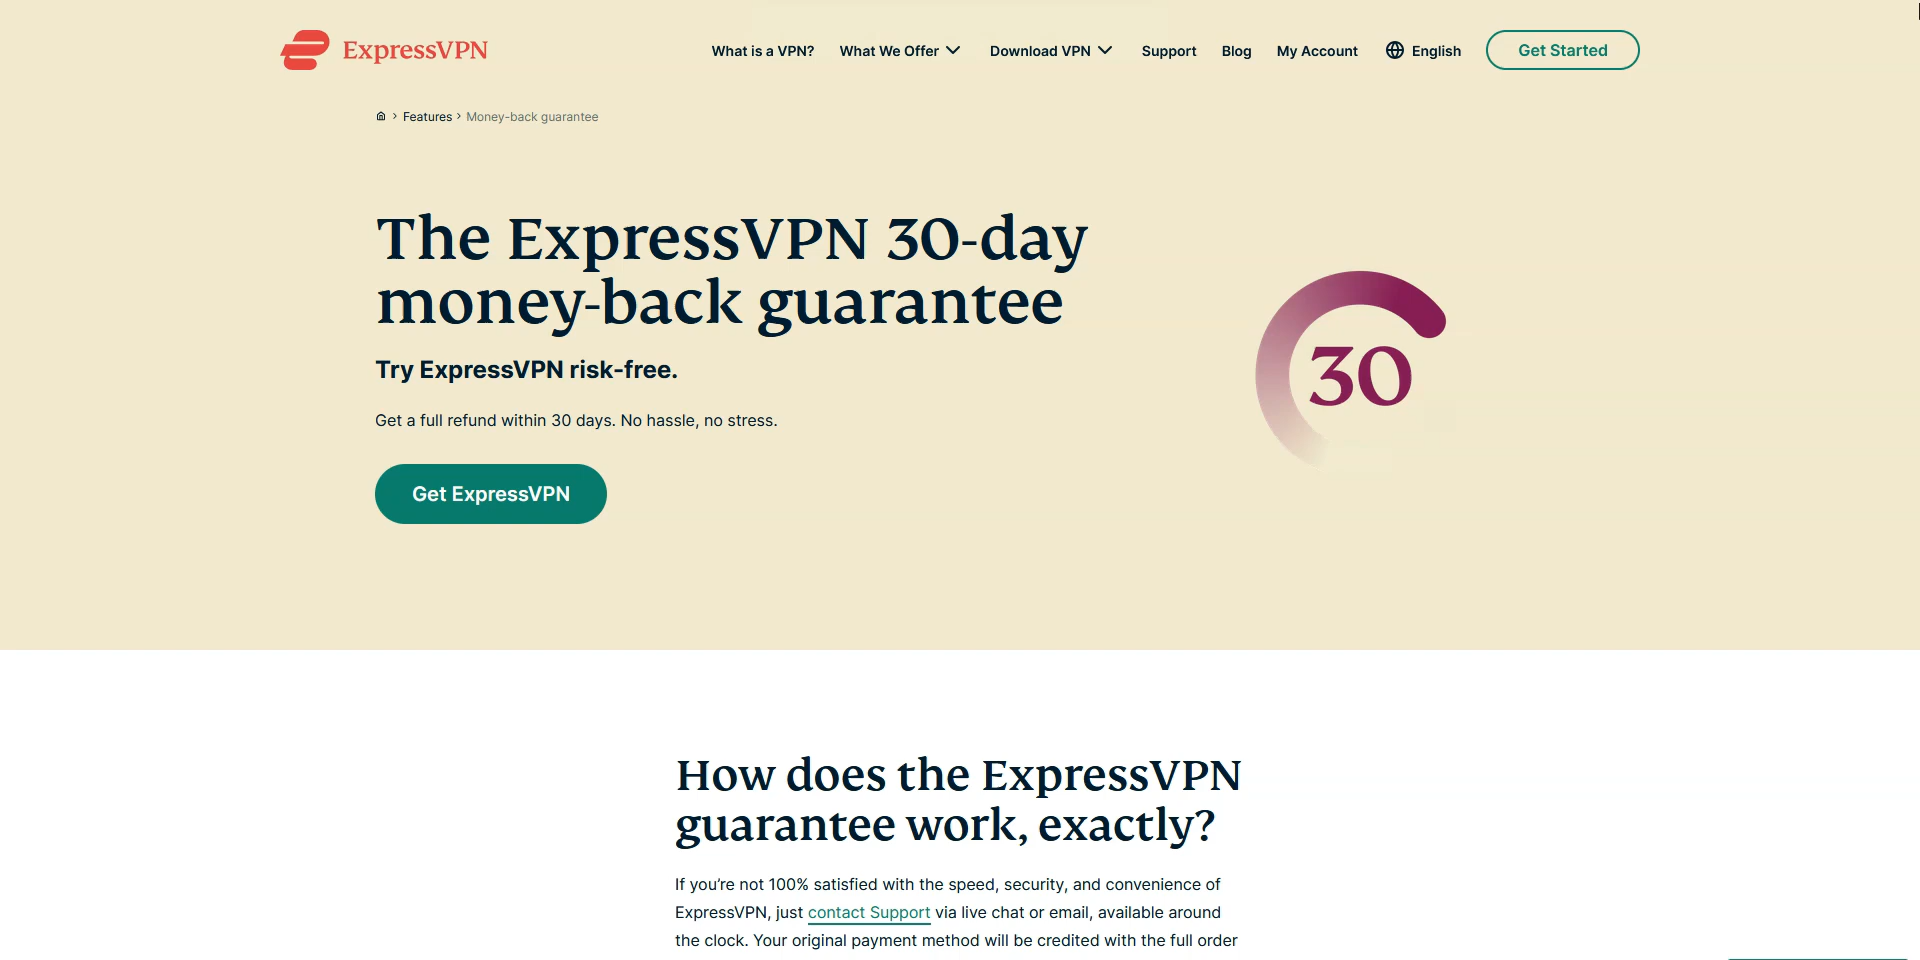 ExpressVPN
What is a VPN? What We Offer Download VPN Support Blog My Account English Get Started
Features > Money-back guarantee
The ExpressVPN 30-day
money-back guarantee
Try ExpressVPN risk-free.
Get a full refund within 30 days. No hassle, no stress.
Get ExpressVPN
30
How does the ExpressVPN
guarantee work, exactly?
If you’re not 100% satisfied with the speed, security, and convenience of
ExpressVPN, just contact Support via live chat or email, available around
the clock. Your original payment method will be credited with the full order